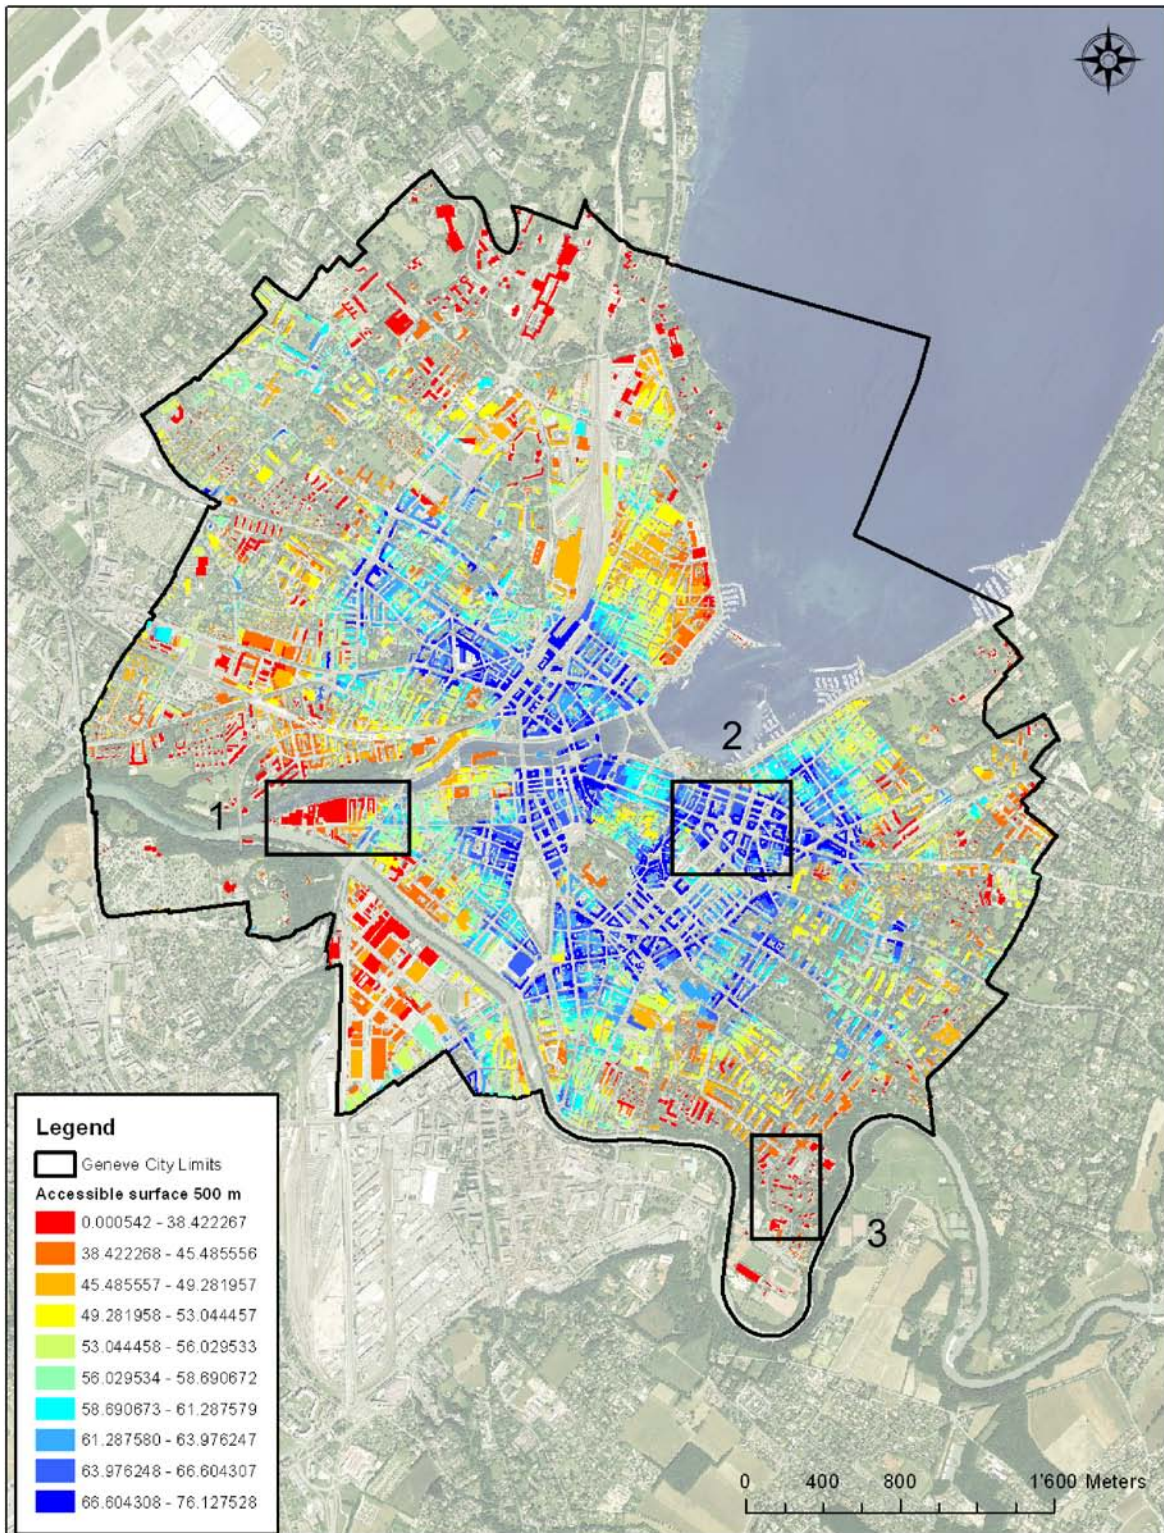 2
1
3
Legend
Geneve City Limits
Accessible surface 500 m
0.000542 - 38.422267
38.422268 - 45.485556
45.485557 - 49.281957
49.281958 - 53.044457
53.044458 - 56.029533
56.029534 - 58.690672
58.690673 - 61.287579
61.287580 - 63.976247
63.976248 - 66.604307
66.604308 - 76.127528
0 400 800 1'600 Meters